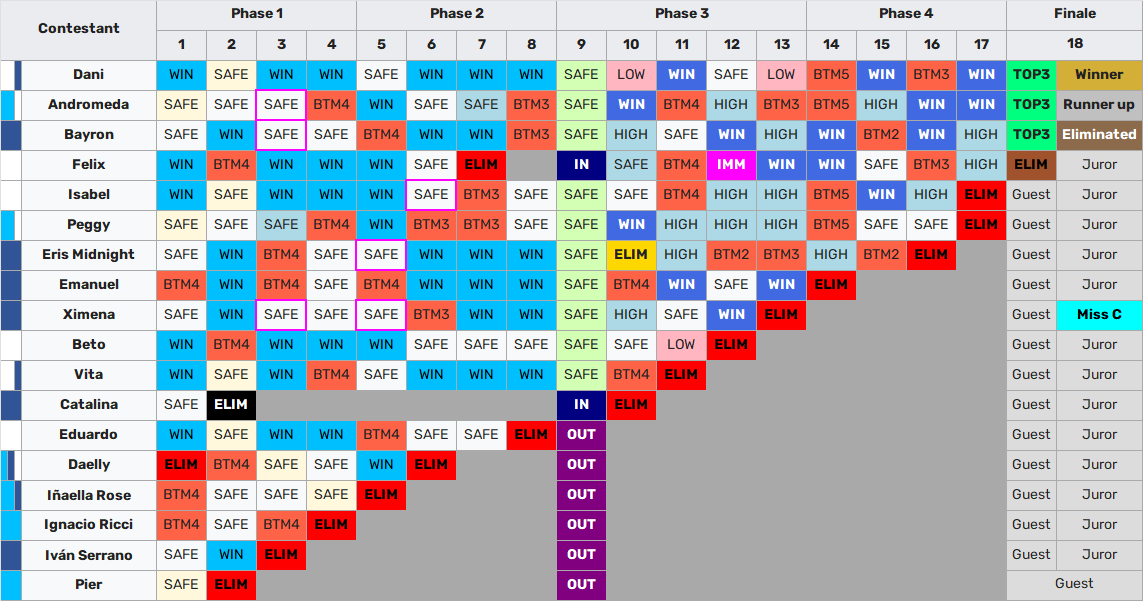 Contestant Phase 1 Phase 2 Phase 3 Phase 4 Finale
1 2 3 4 5 6 7 8 9 10 11 12 13 14 15 16 17 18
Dani WIN SAFE WIN WIN SAFE WIN WIN WIN SAFE LOW WIN SAFE LOW BTM5 WIN BTM3 WIN TOP3 Winner
Andromeda SAFE SAFE SAFE BTM4 WIN SAFE SAFE BTM3 SAFE WIN BTM4 HIGH BTM3 BTM5 HIGH WIN WIN TOP3 Runner up
Bayron SAFE WIN SAFE SAFE BTM4 WIN WIN BTM3 SAFE HIGH SAFE WIN HIGH WIN BTM2 WIN HIGH TOP3 Eliminated
Felix WIN BTM4 WIN WIN WIN SAFE ELIM IN SAFE BTM4 IMM WIN WIN SAFE BTM3 HIGH ELIM Juror
Isabel WIN SAFE WIN WIN WIN SAFE BTM3 SAFE SAFE SAFE BTM4 HIGH HIGH BTM5 WIN HIGH ELIM Guest Juror
Peggy SAFE SAFE SAFE BTM4 WIN BTM3 BTM3 SAFE SAFE WIN HIGH HIGH HIGH BTM5 SAFE SAFE ELIM Guest Juror
Eris Midnight SAFE WIN BTM4 SAFE SAFE WIN WIN WIN SAFE ELIM HIGH BTM2 BTM3 HIGH BTM2 ELIM Guest Juror
Emanuel BTM4 WIN BTM4 SAFE BTM4 WIN WIN WIN SAFE BTM4 WIN SAFE WIN ELIM Guest Juror
Ximena SAFE WIN SAFE SAFE SAFE BTM3 WIN WIN SAFE HIGH SAFE WIN ELIM Guest Miss C
Beto WIN BTM4 WIN WIN WIN SAFE SAFE SAFE SAFE SAFE LOW ELIM Guest Juror
Vita WIN SAFE WIN BTM4 SAFE WIN WIN WIN SAFE BTM4 ELIM Guest Juror
Catalina SAFE ELIM IN ELIM Guest Juror
Eduardo WIN SAFE WIN WIN BTM4 SAFE SAFE ELIM OUT Guest Juror
Daelly ELIM BTM4 SAFE SAFE WIN ELIM OUT Guest Juror
Iñaella Rose BTM4 SAFE SAFE SAFE ELIM OUT Guest Juror
Ignacio Ricci BTM4 SAFE BTM4 ELIM OUT Guest Juror
Iván Serrano SAFE WIN ELIM OUT Guest Juror
Pier SAFE ELIM OUT Guest